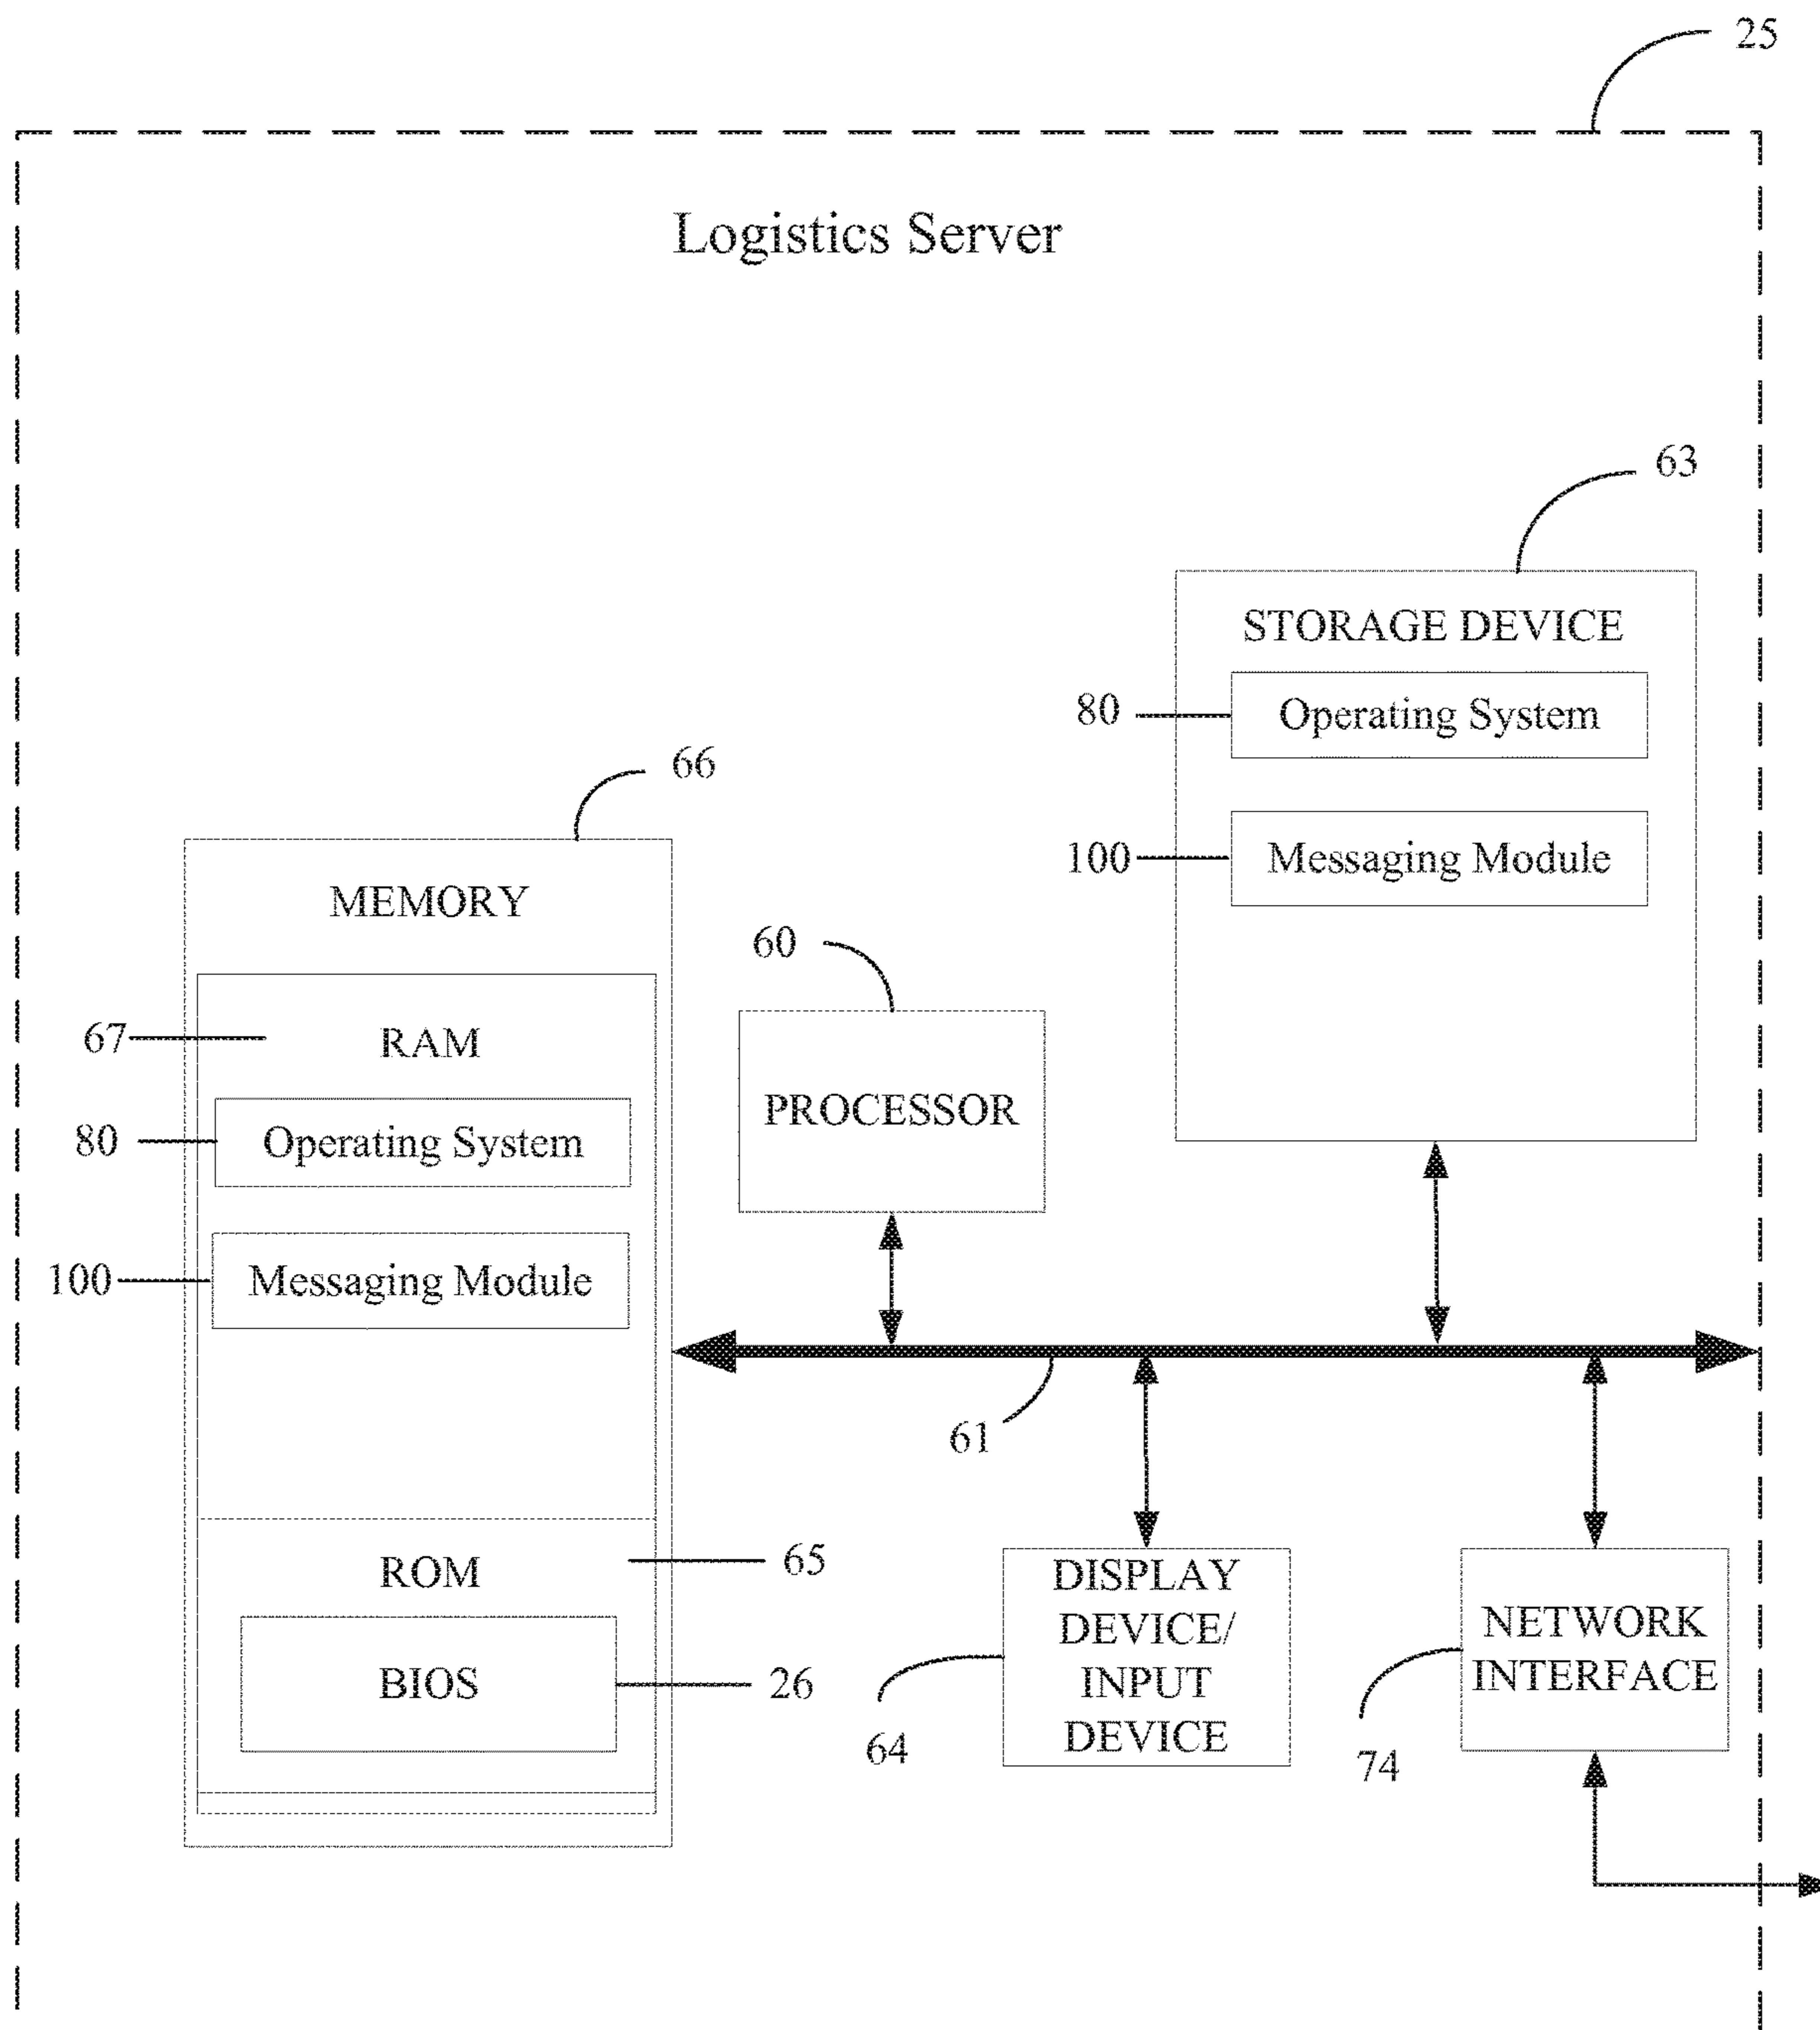 25
Logistics Server
63
STORAGE DEVICE
80
Operating System
100
Messaging Module
66
MEMORY
67
RAM
80
Operating System
100
Messaging Module
60
PROCESSOR
61
ROM
65
BIOS
26
DISPLAY
DEVICE/
INPUT
DEVICE
64
NETWORK
INTERFACE
74